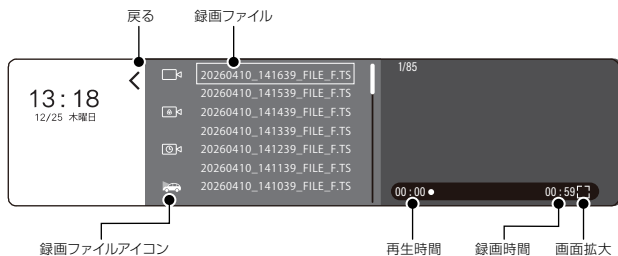 戻る
録画ファイル
13:18
12/25 木曜日
20260410_141639_FILE_F.TS
20260410_141539_FILE_F.TS
20260410_141439_FILE_F.TS
20260410_141339_FILE_F.TS
20260410_141239_FILE_F.TS
20260410_141139_FILE_F.TS
20260410_141039_FILE_F.TS
1/85
00:00
00:59
録画ファイルアイコン
再生時間
録画時間
画面拡大